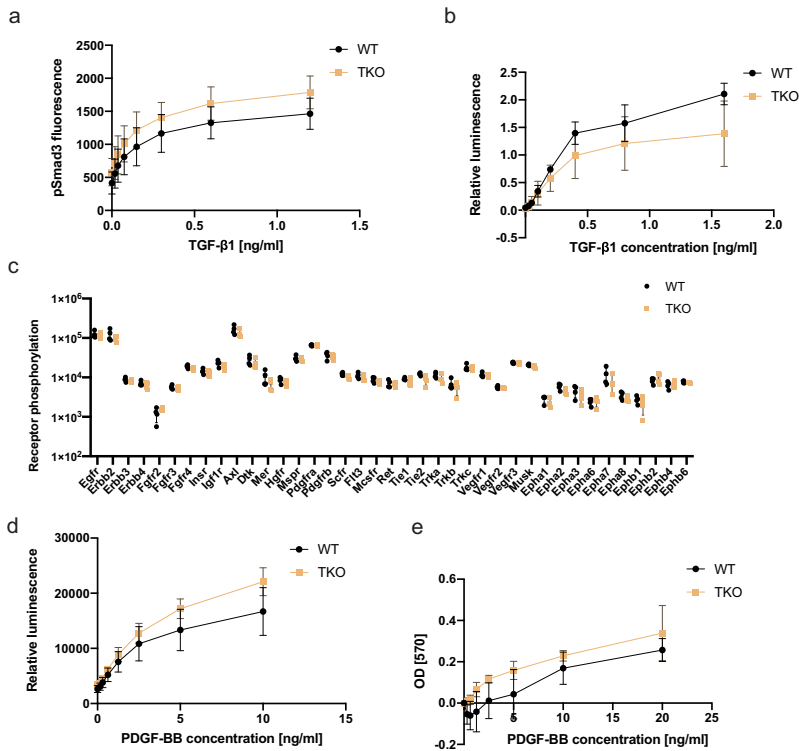 a
WT
TKO
pSmad3 fluorescence
2500
2000
1500
1000
500
0
0.0
0.5
1.0
1.5
TGF-β1 [ng/ml]
b
WT
TKO
Relative luminescence
2.5
2.0
1.5
1.0
0.5
0.0
-0.5
0.5
1.0
1.5
2.0
TGF-β1 concentration [ng/ml]
c
WT
TKO
Receptor phosphorylation
1×10⁶
1×10⁵
1×10⁴
1×10³
1×10²
Egfr
Erbb2
Erbb3
Erbb4
Fgfr2
Fgfr3
Fgfr4
Insr
Igf1r
Axl
Dtk
Mer
Hgfr
Mspr
Pdgfra
Pdgfrb
Scfr
Flt3
Mcsfr
Ret
Tie1
Tie2
Trka
Trkb
Trkc
Vegfr1
Vegfr2
Vegfr3
Musk
Epha1
Epha2
Epha3
Epha6
Epha7
Epha8
Ephb1
Ephb2
Ephb4
Ephb6
d
WT
TKO
Relative luminescence
30000
20000
10000
0
0
5
10
15
PDGF-BB concentration [ng/ml]
e
WT
TKO
OD [570]
0.6
0.4
0.2
0.0
-0.2
5
10
15
20
25
PDGF-BB concentration [ng/ml]